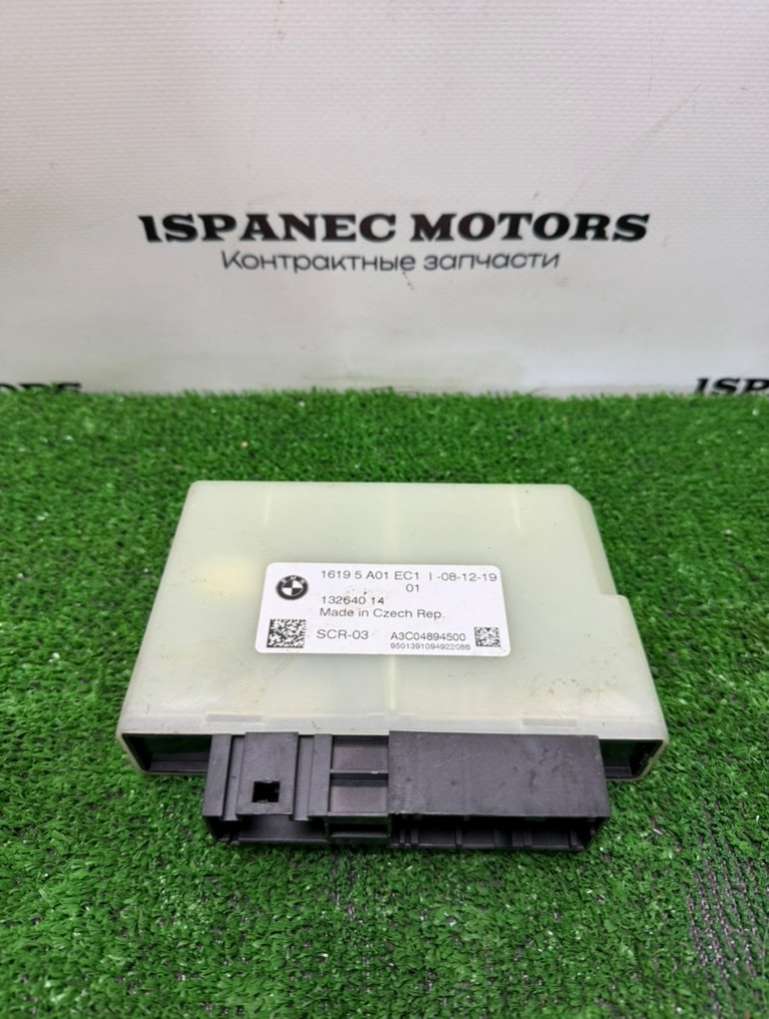 ISPANEC MOTORS
Контрактные запчасти
1619 5 A01 EC1 I -08-12-19
01
132640 14
Made in Czech Rep.
SCR-03 A3C04894500